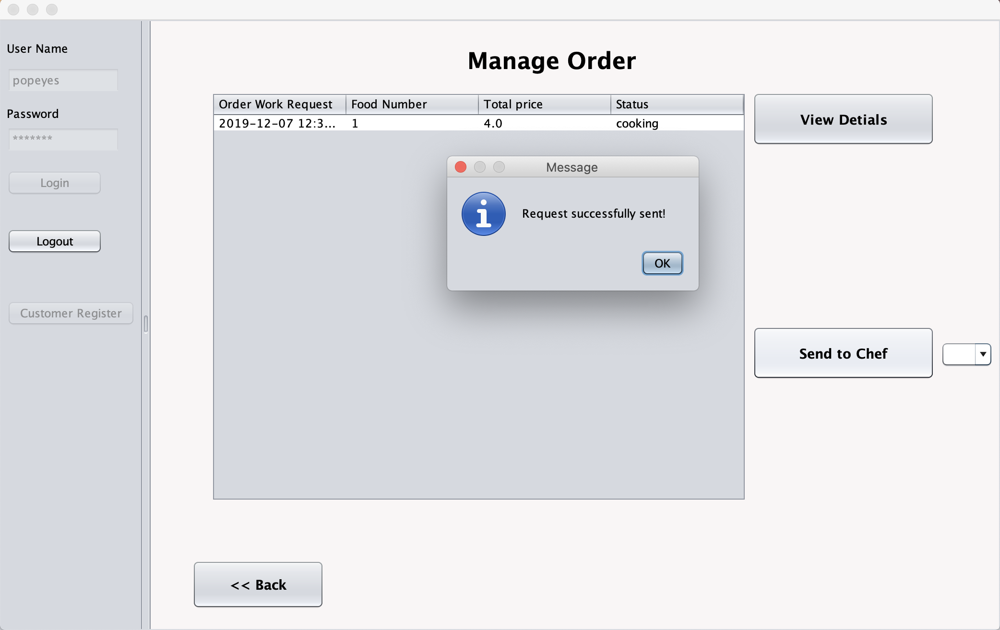 User Name
popeyes
Password
*******
Login
Logout
Customer Register
Manage Order
Order Work Request Food Number Total price Status
2019-12-07 12:3... 1 4.0 cooking
View Detials
Message
Request successfully sent!
OK
Send to Chef
<< Back